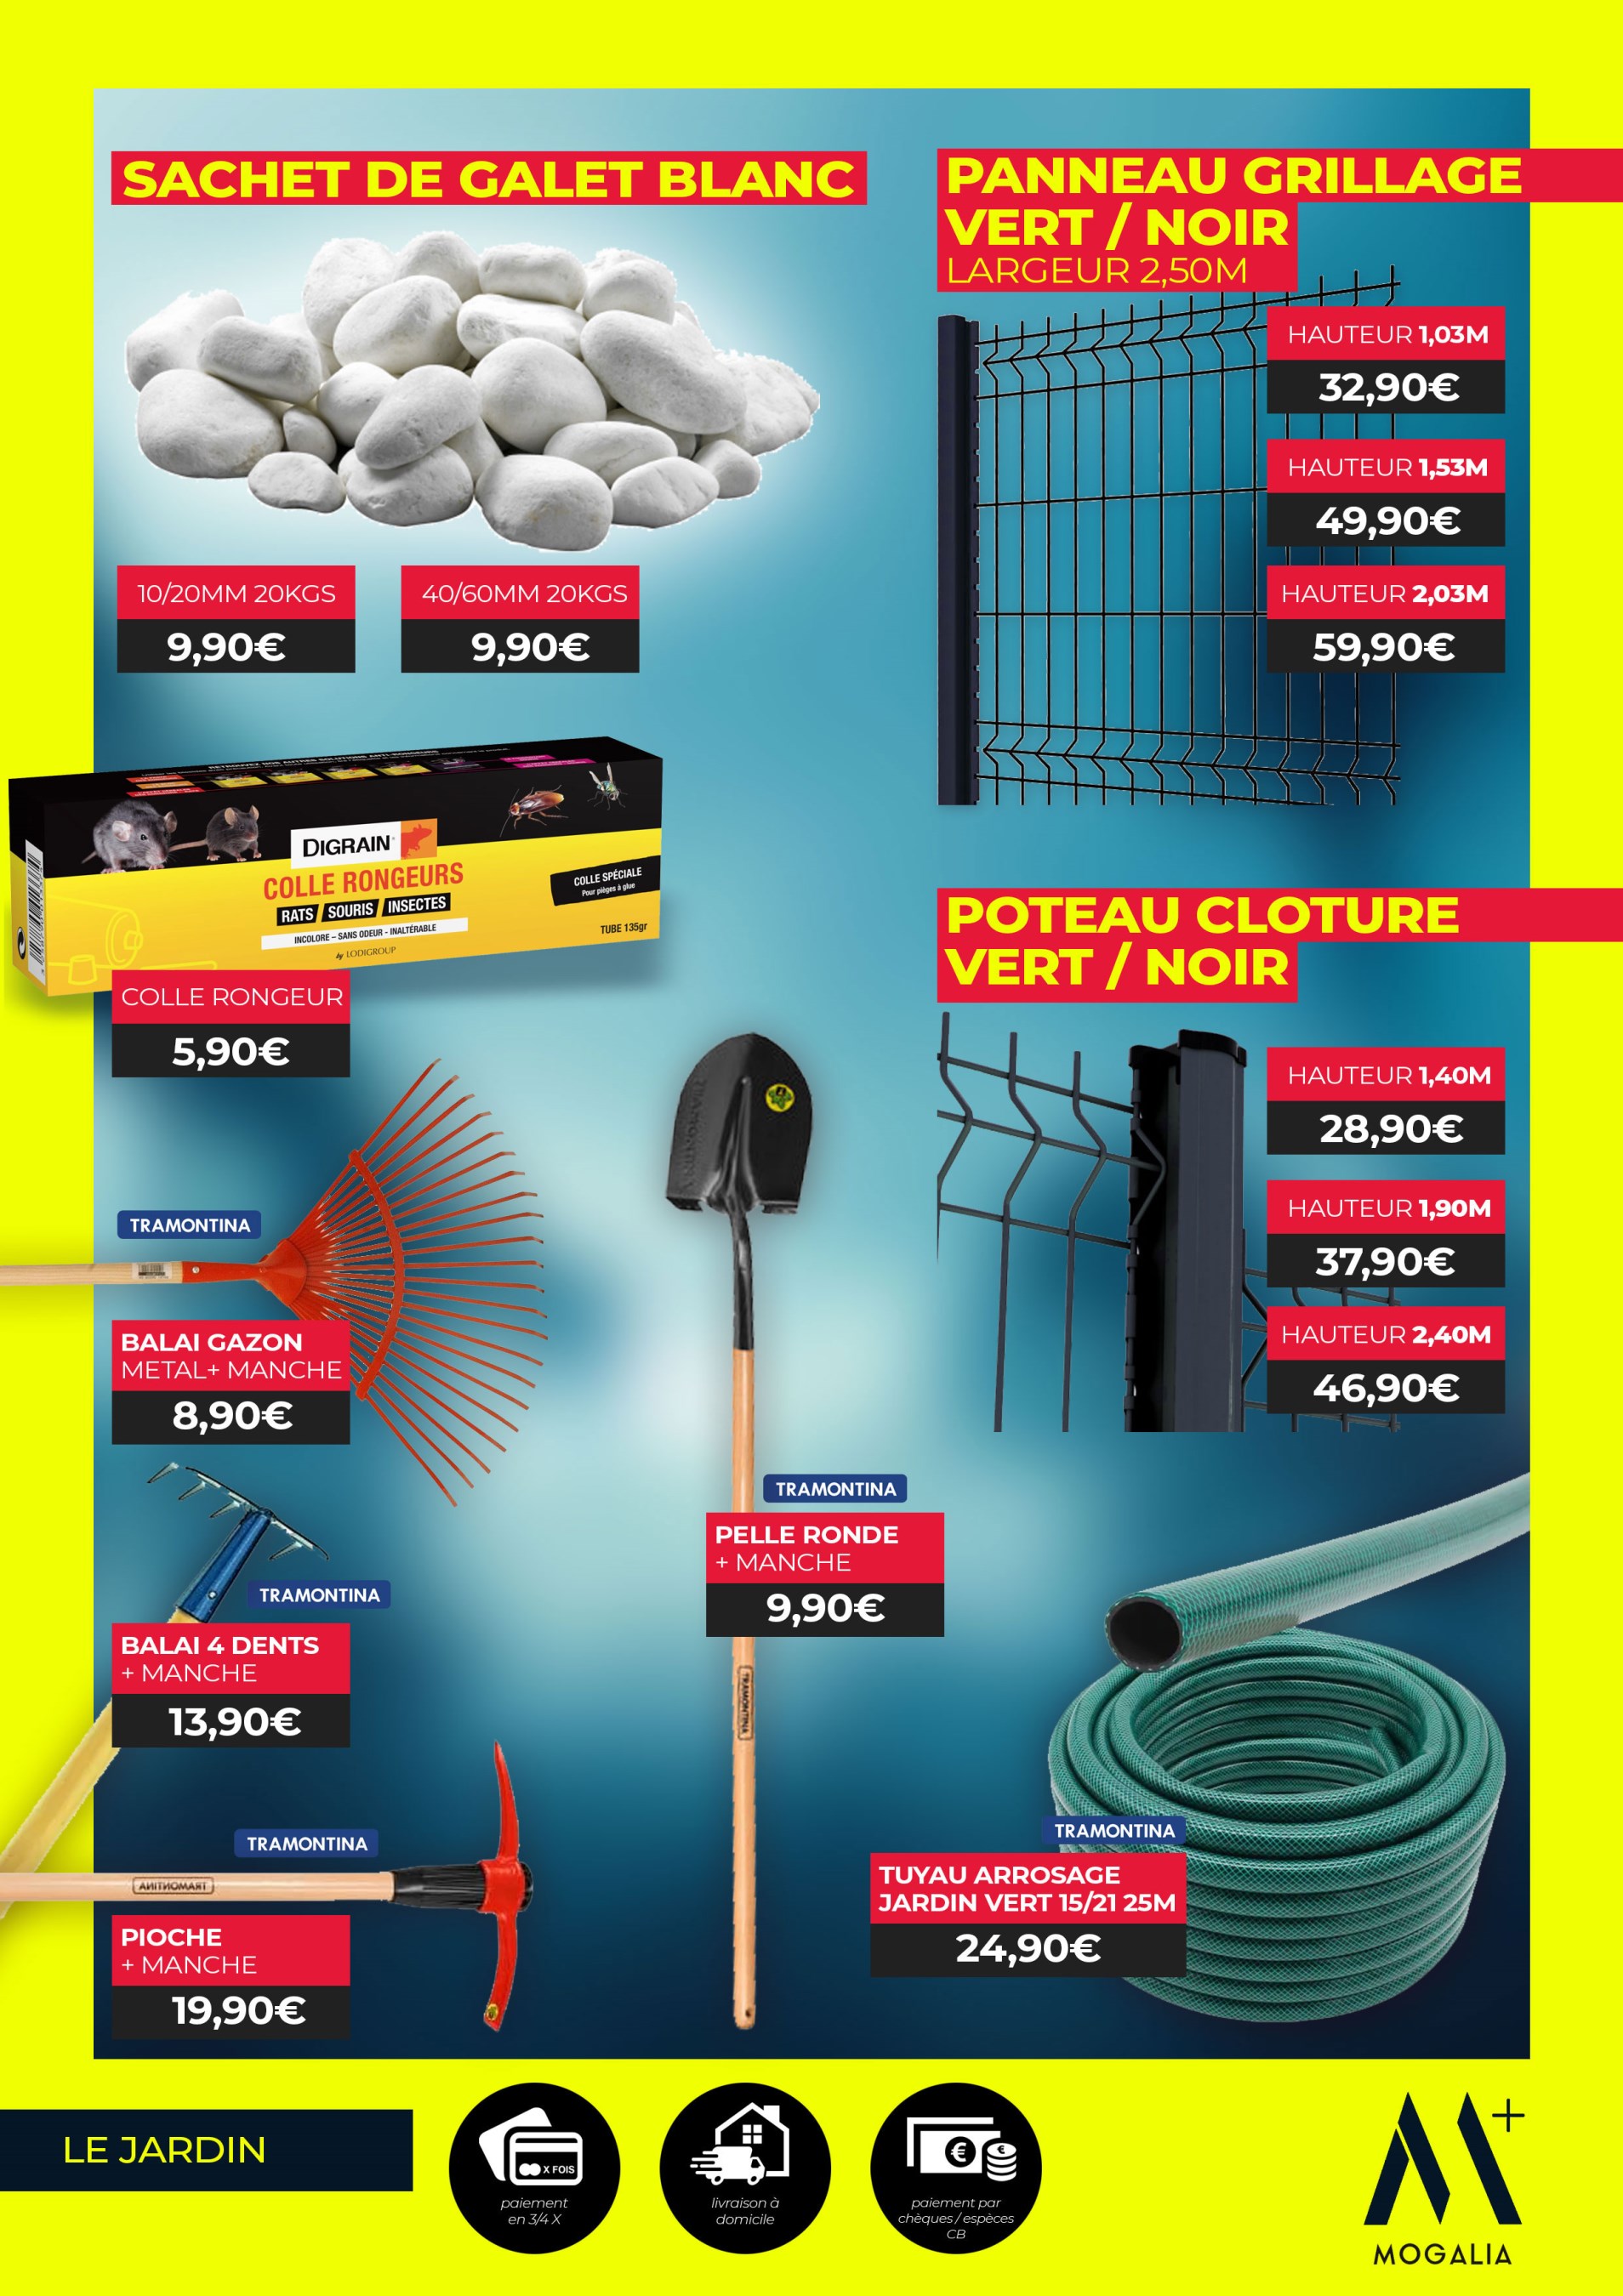 SACHET DE GALET BLANC
10/20MM 20KGS
9,90€
40/60MM 20KGS
9,90€
PANNEAU GRILLAGE
VERT / NOIR
LARGEUR 2,50M
HAUTEUR 1,03M
32,90€
HAUTEUR 1,53M
49,90€
HAUTEUR 2,03M
59,90€
DIGRAIN
COLLE RONGEURS
RATS / SOURIS / INSECTES
INCOLORE – SANS ODEUR - INALTÉRABLE
by LODIGROUP
COLLE SPÉCIALE
Pour pièges à glue
TUBE 135gr
COLLE RONGEUR
5,90€
POTEAU CLOTURE
VERT / NOIR
HAUTEUR 1,40M
28,90€
HAUTEUR 1,90M
37,90€
HAUTEUR 2,40M
46,90€
TRAMONTINA
BALAI GAZON
METAL+ MANCHE
8,90€
TRAMONTINA
BALAI 4 DENTS
+ MANCHE
13,90€
TRAMONTINA
PELLE RONDE
+ MANCHE
9,90€
TRAMONTINA
TRAMONTINA
TRAMONTINA
PIOCHE
+ MANCHE
19,90€
TRAMONTINA
TUYAU ARROSAGE
JARDIN VERT 15/21 25M
24,90€
LE JARDIN
X FOIS
paiement
en 3/4 X
livraison à
domicile
paiement par
chèques / espèces
CB
M+
MOGALIA